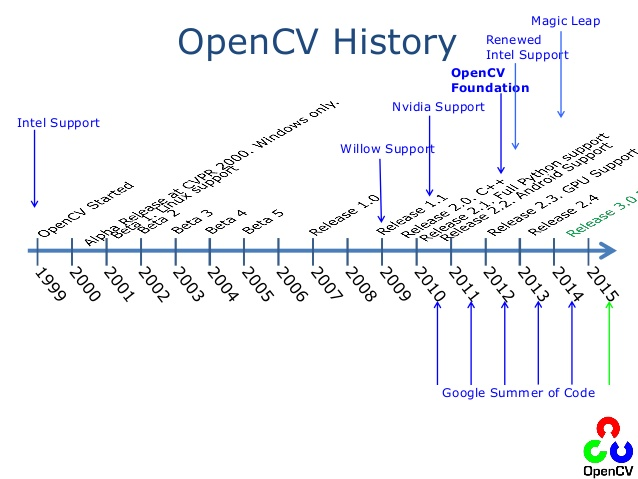 OpenCV History
Magic Leap
Renewed
Intel Support
OpenCV
Foundation
Nvidia Support
Intel Support
Willow Support
OpenCV Started
Alpha Release at CVPR 2000. Windows only.
Beta 1. Linux support
Beta 2
Beta 3
Beta 4
Beta 5
Release 1.0
Release 1.1
Release 2.0. C++
Release 2.1. Full Python support
Release 2.2. Android Support
Release 2.3. GPU Support
Release 2.4
Release 3.0
1999
2000
2001
2002
2003
2004
2005
2006
2007
2008
2009
2010
2011
2012
2013
2014
2015
Google Summer of Code
OpenCV